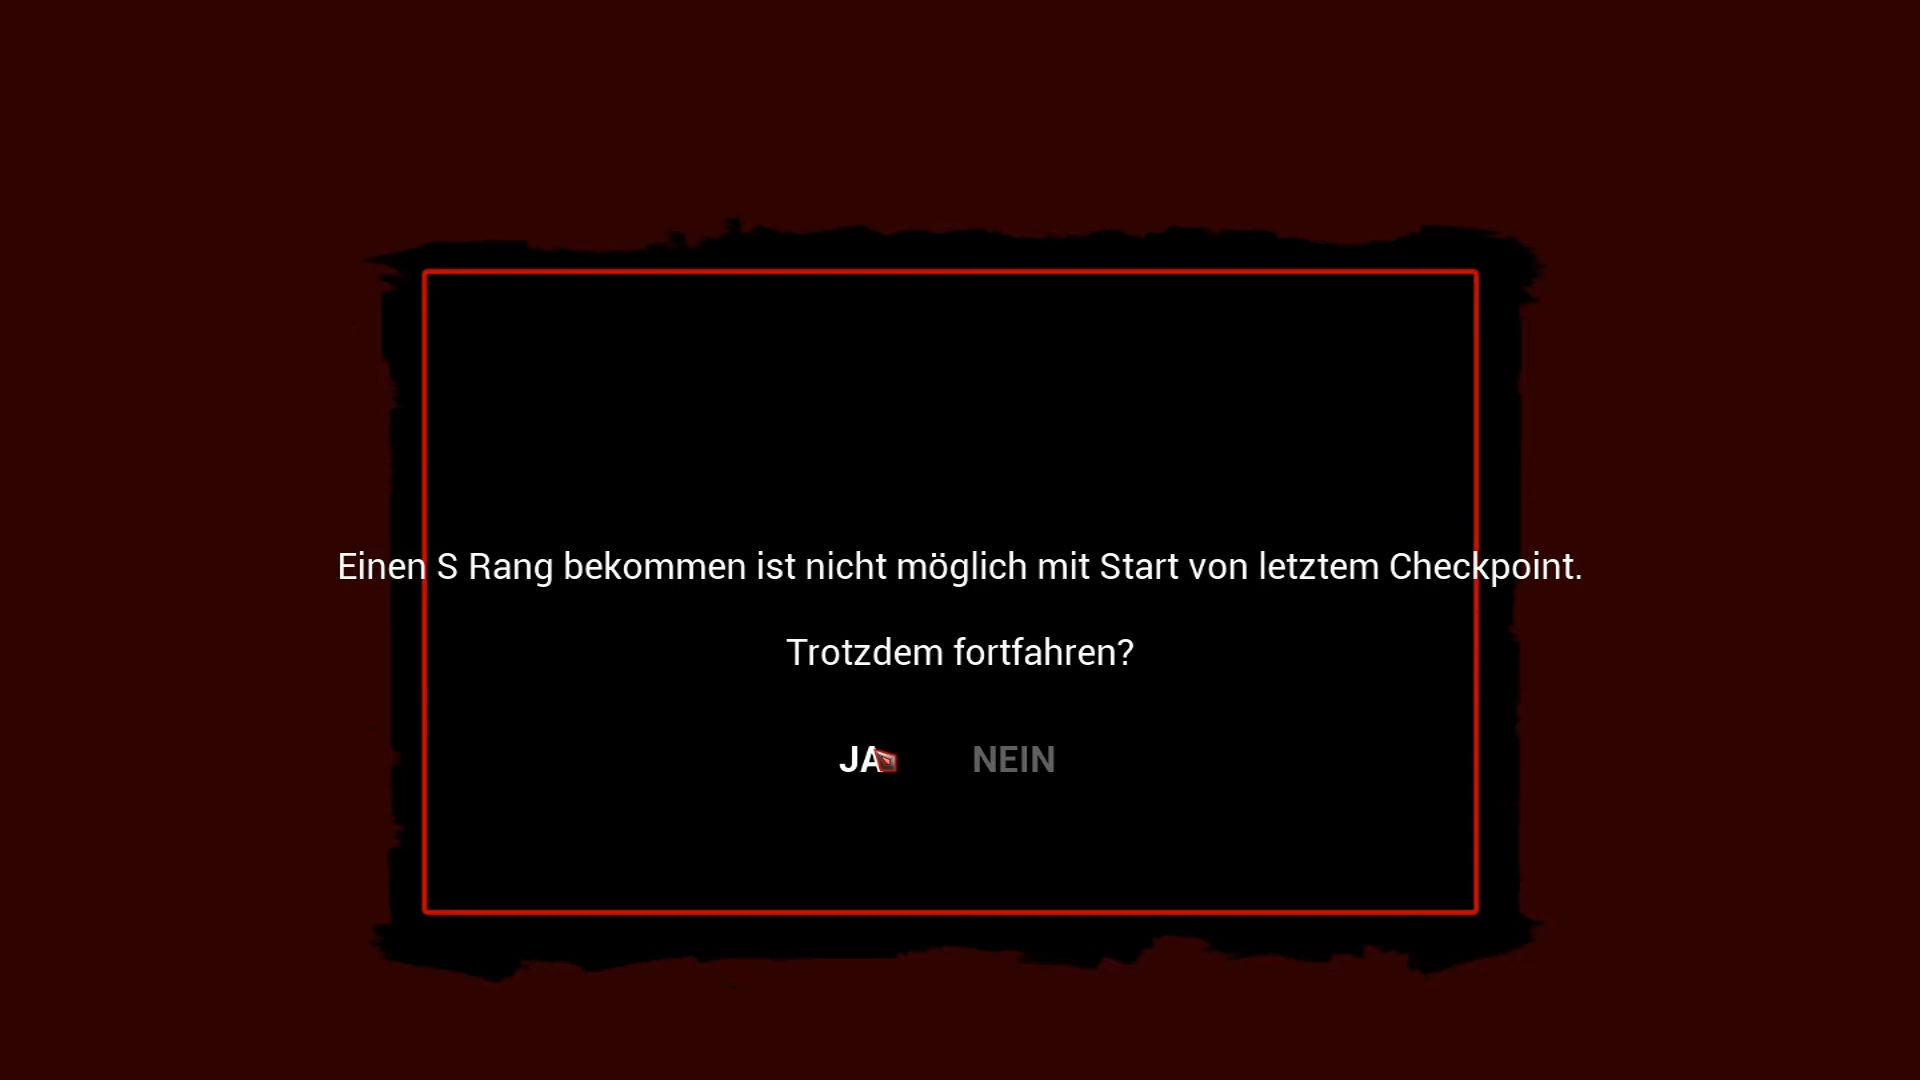 Einen S Rang bekommen ist nicht möglich mit Start von letztem Checkpoint.
Trotzdem fortfahren?
JA NEIN